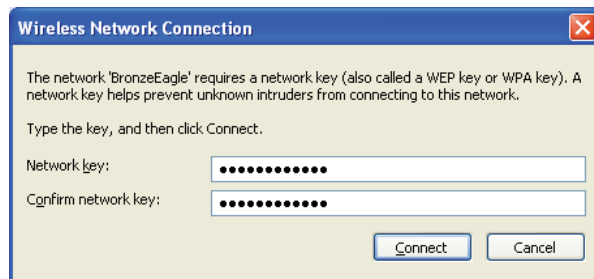 Wireless Network Connection
The network 'BronzeEagle' requires a network key (also called a WEP key or WPA key). A
network key helps prevent unknown intruders from connecting to this network.
Type the key, and then click Connect.
Network key: ●●●●●●●●●●●●
Confirm network key: ●●●●●●●●●●●●
Connect Cancel